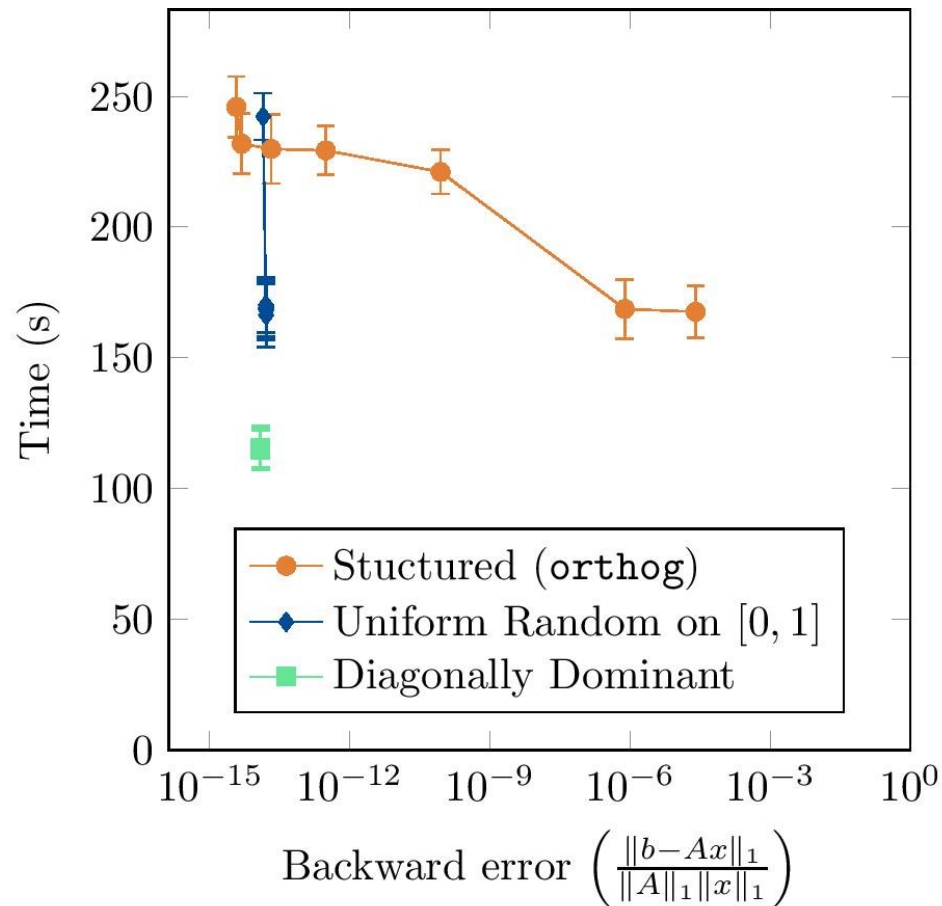 250
200
150
100
50
0
Time (s)
Stuctured (orthog)
Uniform Random on [0, 1]
Diagonally Dominant
10^{-15} 10^{-12} 10^{-9} 10^{-6} 10^{-3} 10^{0}
Backward error (‖b−Ax‖₁ / ‖A‖₁‖x‖₁)